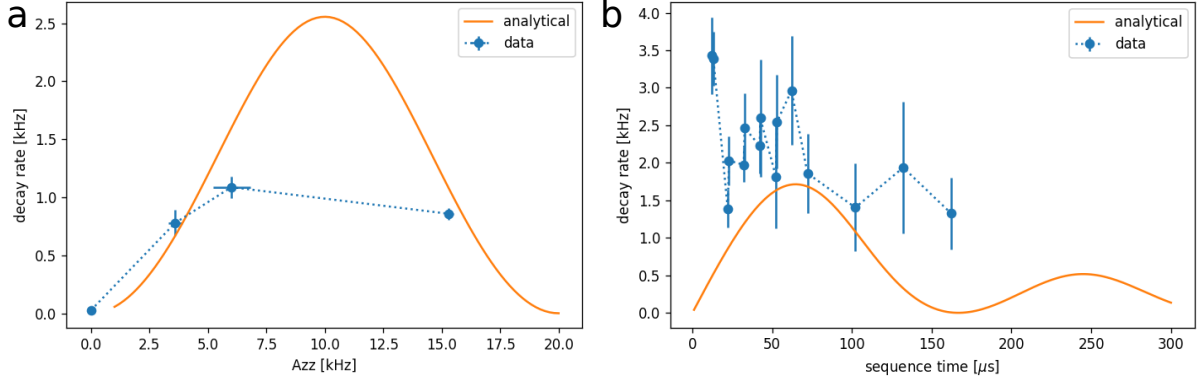 a
analytical
data
2.5
2.0
1.5
1.0
0.5
0.0
decay rate [kHz]
0.0 2.5 5.0 7.5 10.0 12.5 15.0 17.5 20.0
Azz [kHz]
b
analytical
data
4.0
3.5
3.0
2.5
2.0
1.5
1.0
0.5
0.0
decay rate [kHz]
0 50 100 150 200 250 300
sequence time [μs]